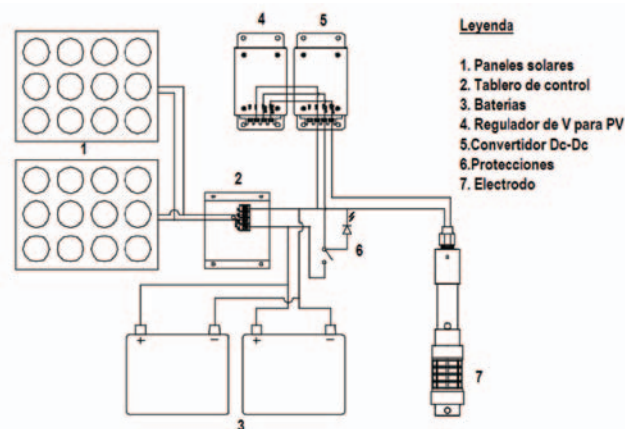 4
5
Leyenda
1. Paneles solares
2. Tablero de control
3. Baterias
4. Regulador de V para PV
5.Convertidor Dc-Dc
6.Protecciones
7. Electrodo
1
2
6
+
−
+
−
7
3